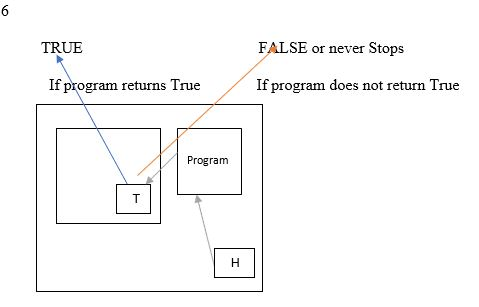 6
TRUE FALSE or never Stops
If program returns True If program does not return True
Program
T
H